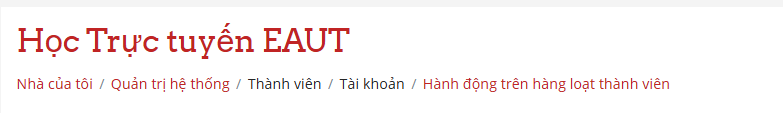 Học Trực tuyến EAUT
Nhà của tôi / Quản trị hệ thống / Thành viên / Tài khoản / Hành động trên hàng loạt thành viên